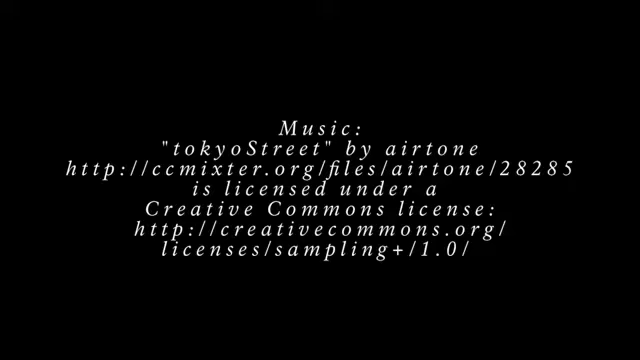 Music:
"tokyoStreet" by airtone
http://ccmixter.org/files/airtone/28285
is licensed under a
Creative Commons license:
http://creativecommons.org/
licenses/sampling+/1.0/